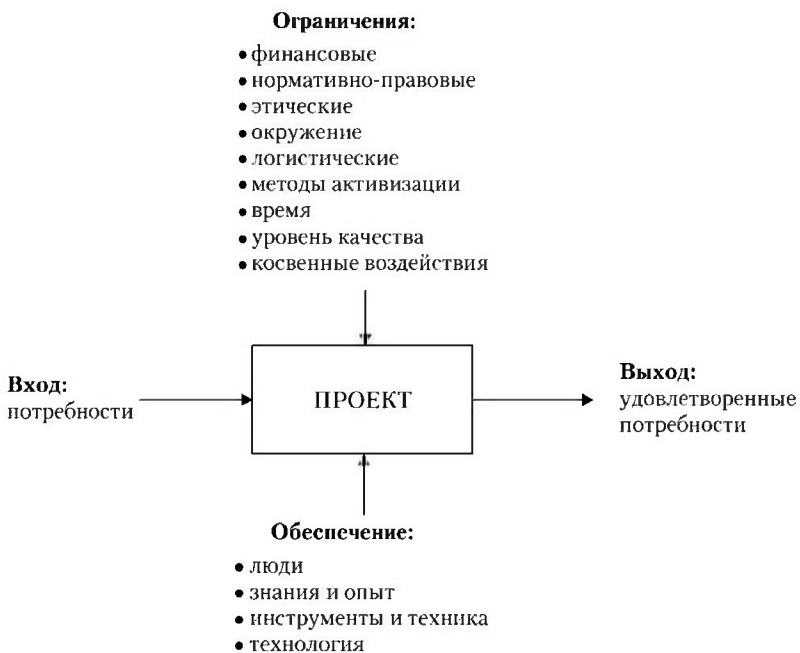 Ограничения:
• финансовые
• нормативно-правовые
• этические
• окружение
• логистические
• методы активизации
• время
• уровень качества
• косвенные воздействия
Вход:
потребности
ПРОЕКТ
Выход:
удовлетворенные
потребности
Обеспечение:
• люди
• знания и опыт
• инструменты и техника
• технология